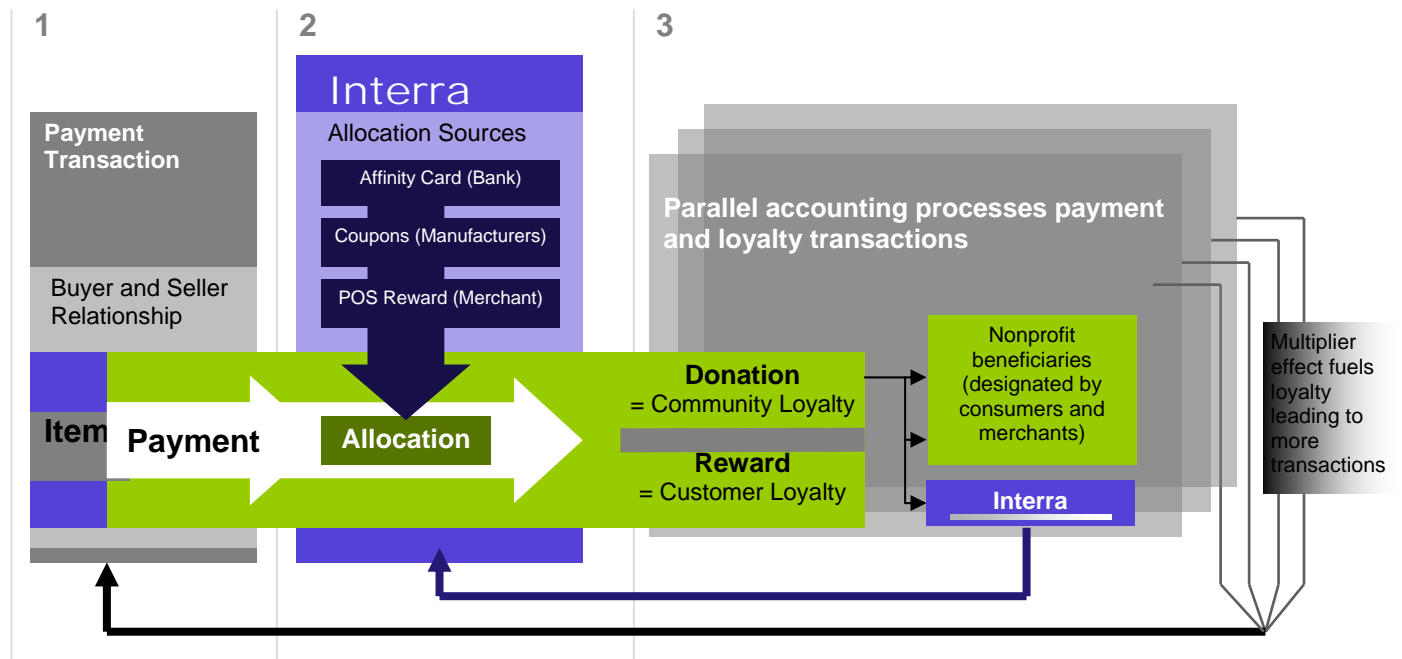 1
2
3
Payment
Transaction
Buyer and Seller
Relationship
Item
Payment
Interra
Allocation Sources
Affinity Card (Bank)
Coupons (Manufacturers)
POS Reward (Merchant)
Allocation
Parallel accounting processes payment
and loyalty transactions
Donation
= Community Loyalty
Reward
= Customer Loyalty
Nonprofit
beneficiaries
(designated by
consumers and
merchants)
Interra
Multiplier
effect fuels
loyalty
leading to
more
transactions